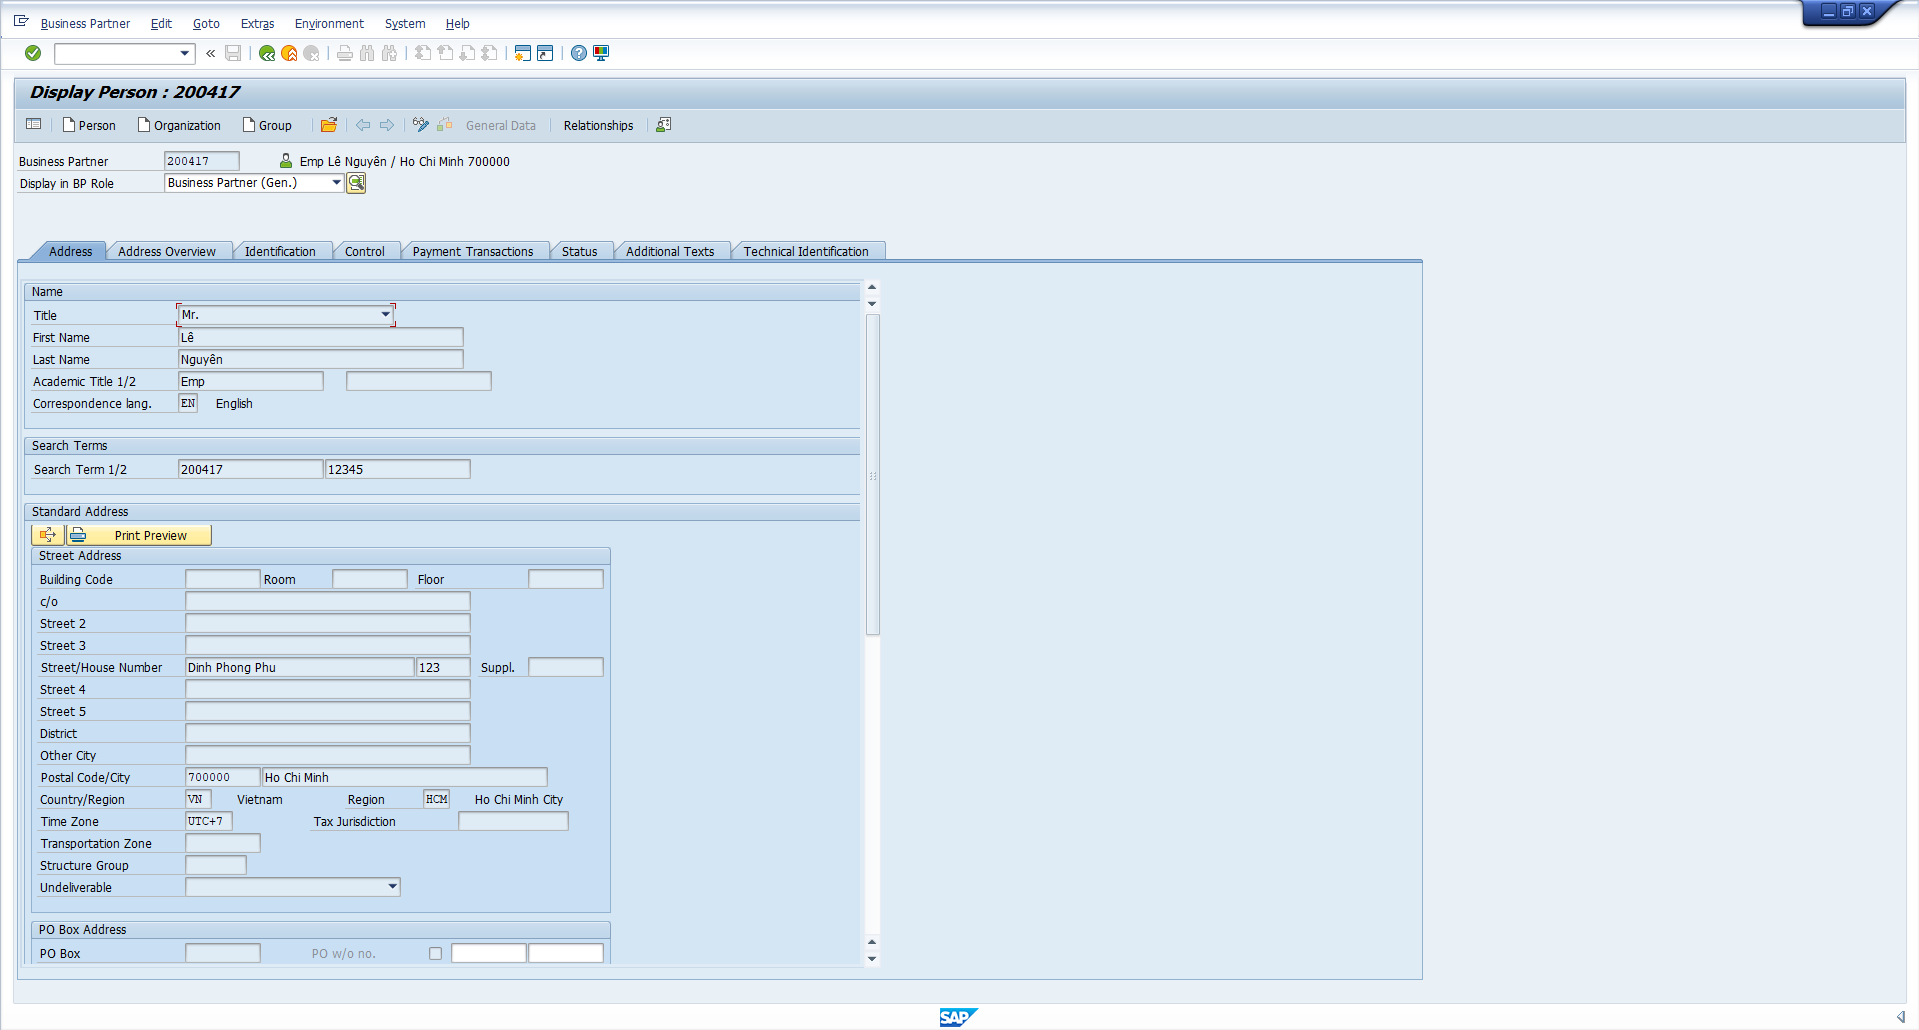 Business Partner Edit Goto Extras Environment System Help
Display Person : 200417
Person Organization Group General Data Relationships
Business Partner 200417 Emp Lê Nguyên / Ho Chi Minh 700000
Display in BP Role Business Partner (Gen.)
Address Address Overview Identification Control Payment Transactions Status Additional Texts Technical Identification
Name
Title Mr.
First Name Lê
Last Name Nguyên
Academic Title 1/2 Emp
Correspondence lang. EN English
Search Terms
Search Term 1/2 200417 12345
Standard Address
Print Preview
Street Address
Building Code Room Floor
c/o
Street 2
Street 3
Street/House Number Dinh Phong Phu 123 Suppl.
Street 4
Street 5
District
Other City
Postal Code/City 700000 Ho Chi Minh
Country/Region VN Vietnam Region HCM Ho Chi Minh City
Time Zone UTC+7 Tax Jurisdiction
Transportation Zone
Structure Group
Undeliverable
PO Box Address
PO Box PO w/o no.
SAP